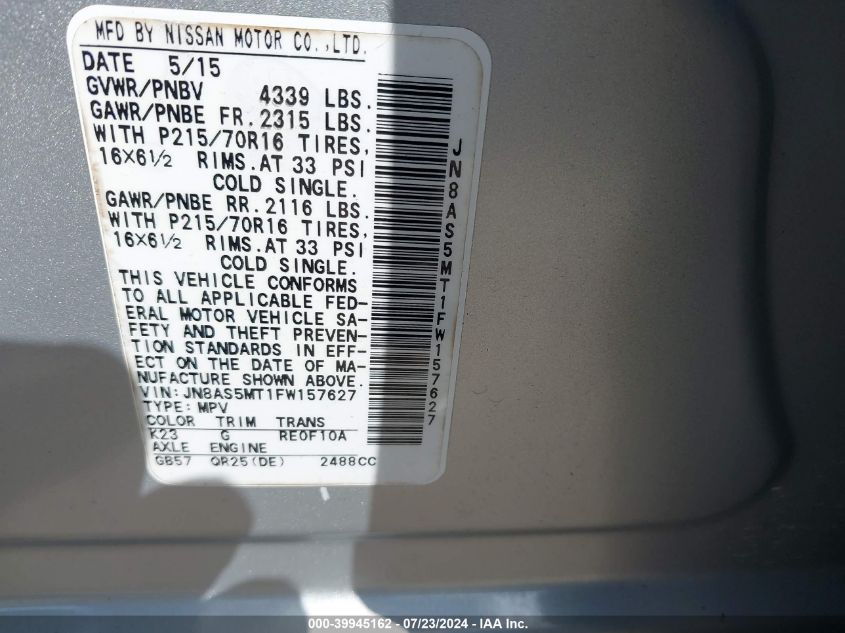 MFD BY NISSAN MOTOR CO.,LTD.
DATE 5/15
GVWR/PNBV 4339 LBS.
GAWR/PNBE FR.2315 LBS.
WITH P215/70R16 TIRES,
16X6½ RIMS.AT 33 PSI
COLD SINGLE.
GAWR/PNBE RR.2116 LBS.
WITH P215/70R16 TIRES,
16X6½ RIMS.AT 33 PSI
COLD SINGLE.
THIS VEHICLE CONFORMS
TO ALL APPLICABLE FED-
ERAL MOTOR VEHICLE SA-
FETY AND THEFT PREVEN-
TION STANDARDS IN EFF-
ECT ON THE DATE OF MA-
NUFACTURE SHOWN ABOVE.
VIN:JN8AS5MT1FW157627
TYPE:MPV
COLOR TRIM TRANS
K23 G RE0F10A
AXLE ENGINE
GB57 QR25(DE) 2488CC
JN8AS5MT1FW157627
000-39945162 - 07/23/2024 - IAA Inc.